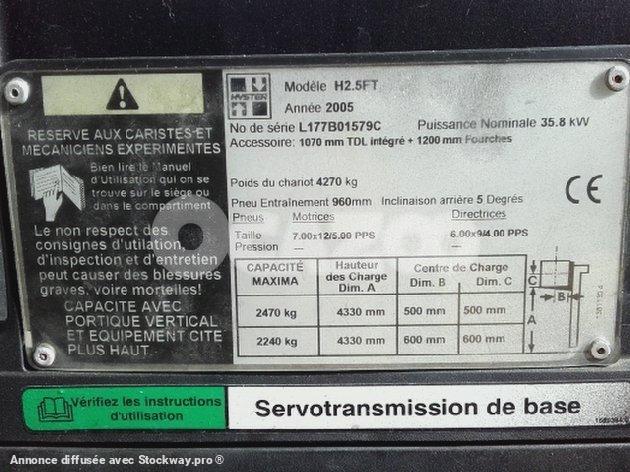 RESERVE AUX CARISTES ET
MECANICIENS EXPERIMENTES
Bien lire le Manuel
d'Utilisation qui on se
trouve sur le siége ou
dans le compartiment
Le non respect des
consignes d'utilation,
d'inspection et d'entretien
peut causer des blessures
graves, voire morteiles!
CAPACITE AVEC
PORTIQUE VERTICAL
ET EQUIPEMENT CITE
PLUS HAUT
HYSTER
Modèle H2.5FT
Année 2005
No de série L177B01579C Puissance Nominale 35.8 kW
Accessoire: 1070 mm TDL intégré + 1200 mm Fourches
Poids du chariot 4270 kg
Pneu Entrainement 960mm Inclinaison arrière 5 Degrés
Pneus Motrices Directrices
Taille 7.00x12/5.00 PPS 6.00x9/4.00 PPS
Pression — —
CE
CAPACITÉ MAXIMA Hauteur des Charge Dim. A Centre de Charge Dim. B Dim. C
2470 kg 4330 mm 500 mm 500 mm
2240 kg 4330 mm 600 mm 600 mm
C
B
A
Vérifiez les instructions
d'utilisation
Servotransmission de base
Annonce diffusée avec Stockway.pro ®